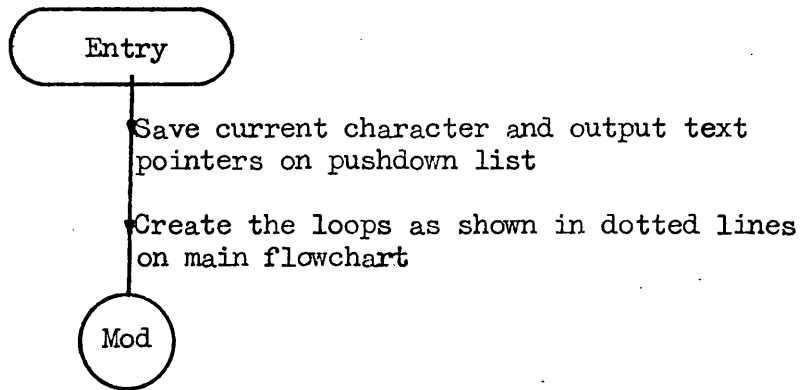 Entry
Save current character and output text
pointers on pushdown list
Create the loops as shown in dotted lines
on main flowchart
Mod